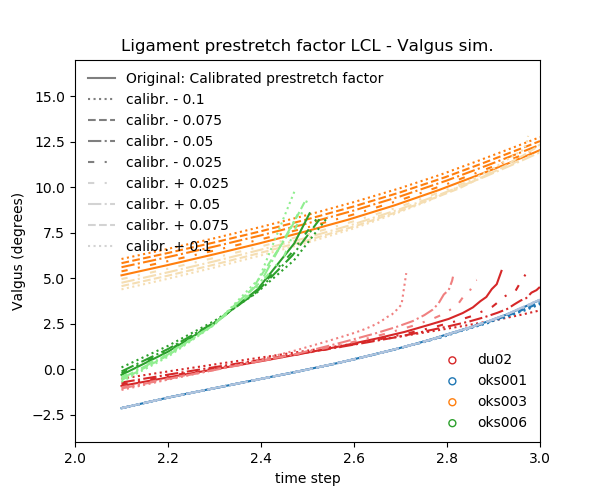 Ligament prestretch factor LCL - Valgus sim.
Original: Calibrated prestretch factor
calibr. - 0.1
calibr. - 0.075
calibr. - 0.05
calibr. - 0.025
calibr. + 0.025
calibr. + 0.05
calibr. + 0.075
calibr. + 0.1
15.0
12.5
10.0
7.5
5.0
2.5
0.0
−2.5
Valgus (degrees)
du02
oks001
oks003
oks006
2.0
2.2
2.4
2.6
2.8
3.0
time step